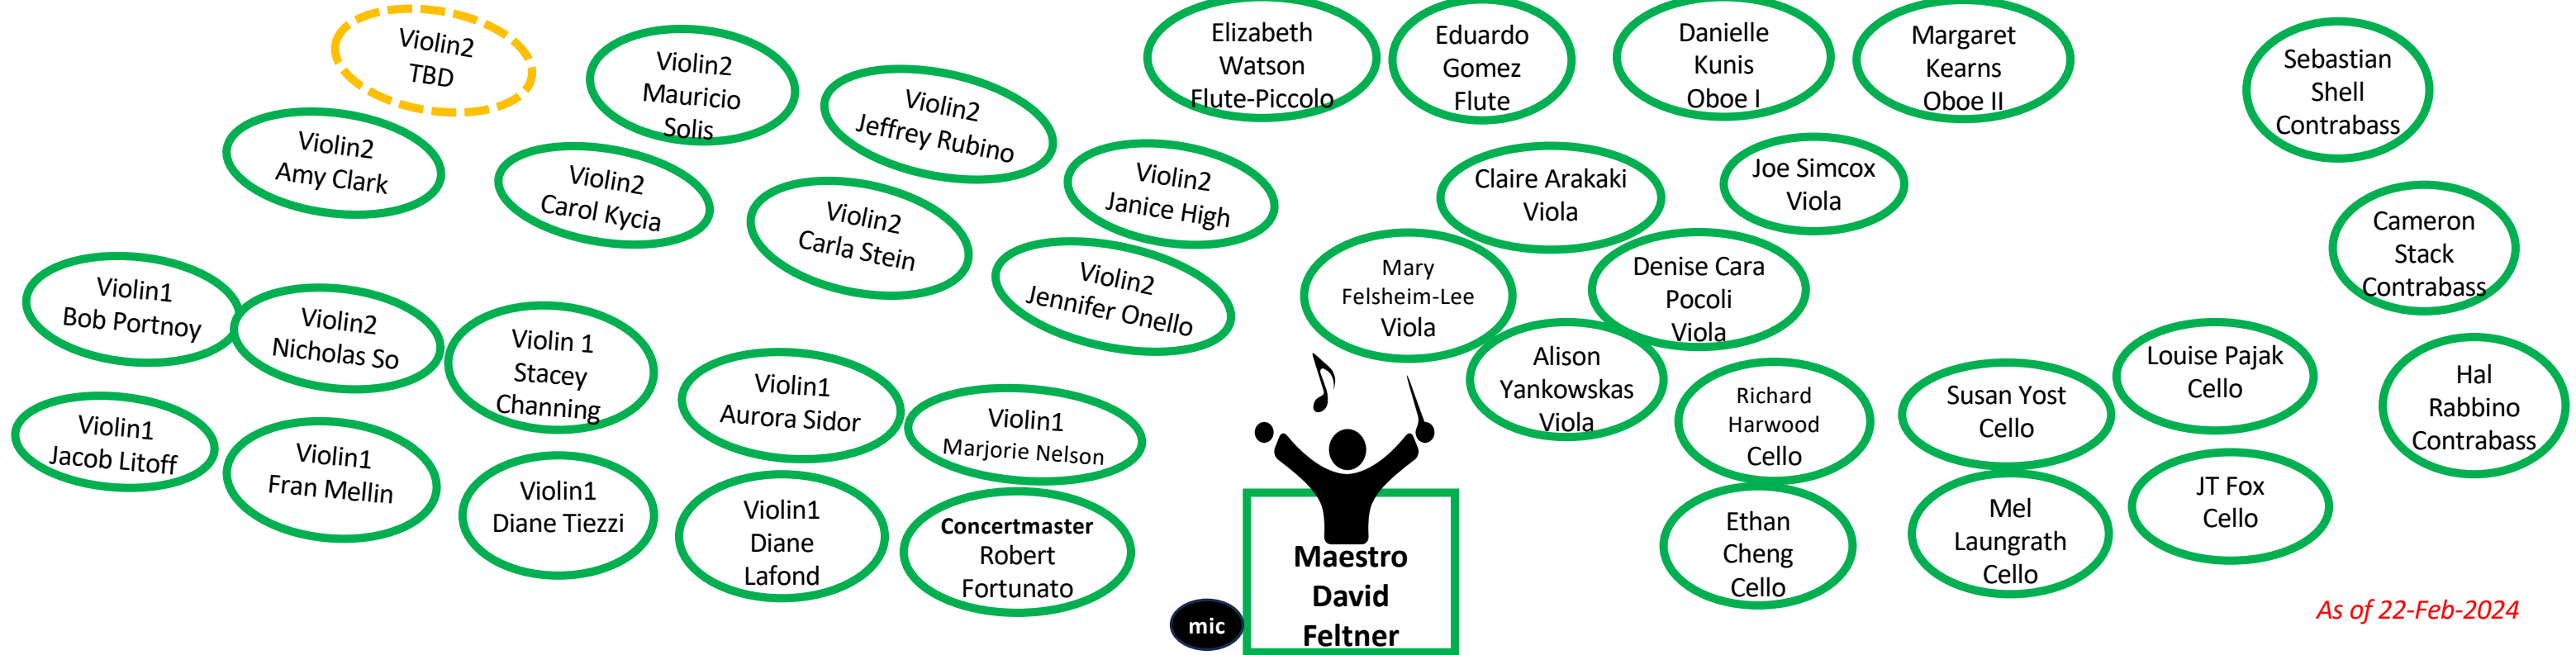 Violin2
TBD
Violin2
Mauricio
Solis
Violin2
Jeffrey Rubino
Elizabeth
Watson
Flute-Piccolo
Eduardo
Gomez
Flute
Danielle
Kunis
Oboe I
Margaret
Kearns
Oboe II
Sebastian
Shell
Contrabass
Violin2
Amy Clark
Violin2
Carol Kycia
Violin2
Carla Stein
Violin2
Janice High
Claire Arakaki
Viola
Joe Simcox
Viola
Cameron
Stack
Contrabass
Violin1
Bob Portnoy
Violin2
Nicholas So
Violin 1
Stacey
Channing
Violin1
Aurora Sidor
Violin1
Marjorie Nelson
Violin2
Jennifer Onello
Mary
Felsheim-Lee
Viola
Denise Cara
Pocoli
Viola
Alison
Yankowskas
Viola
Richard
Harwood
Cello
Susan Yost
Cello
Louise Pajak
Cello
Hal
Rabbino
Contrabass
Violin1
Jacob Litoff
Violin1
Fran Mellin
Violin1
Diane Tiezzi
Violin1
Diane
Lafond
Concertmaster
Robert
Fortunato
mic
Maestro
David
Feltner
Ethan
Cheng
Cello
Mel
Laungrath
Cello
JT Fox
Cello
As of 22-Feb-2024